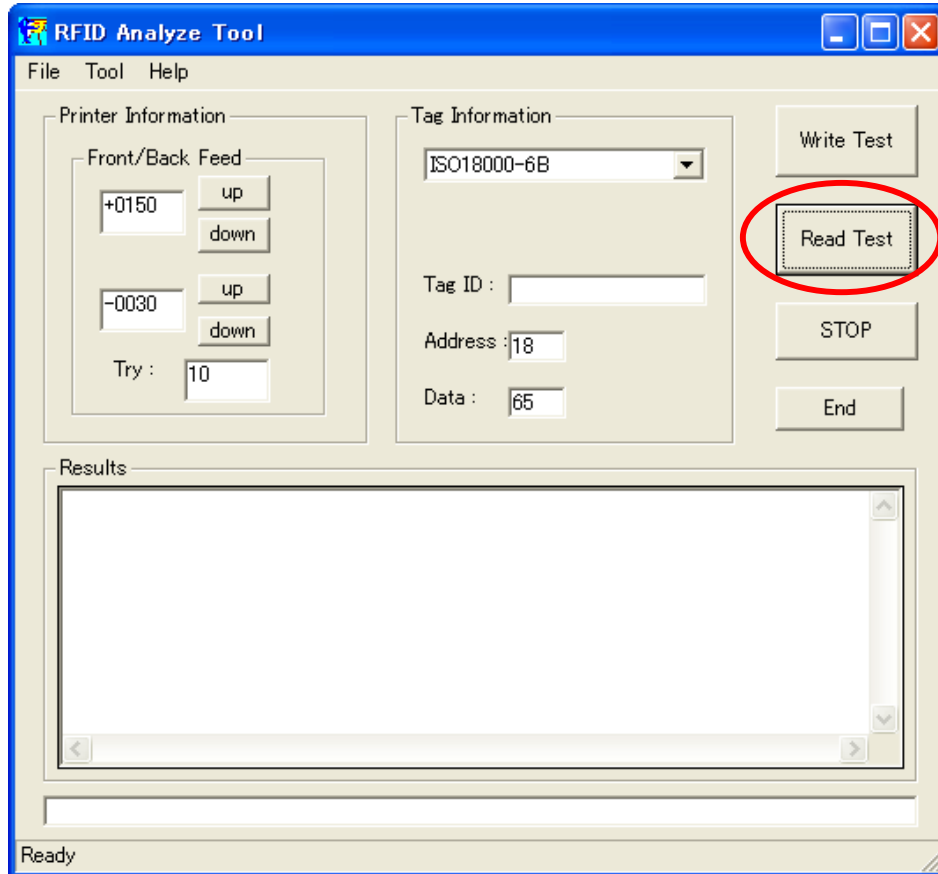 RFID Analyze Tool
File Tool Help
Printer Information
Front/Back Feed
+0150
up
down
-0030
up
down
Try :
10
Tag Information
ISO18000-6B
Tag ID :
Address :
18
Data :
65
Write Test
Read Test
STOP
End
Results
Ready